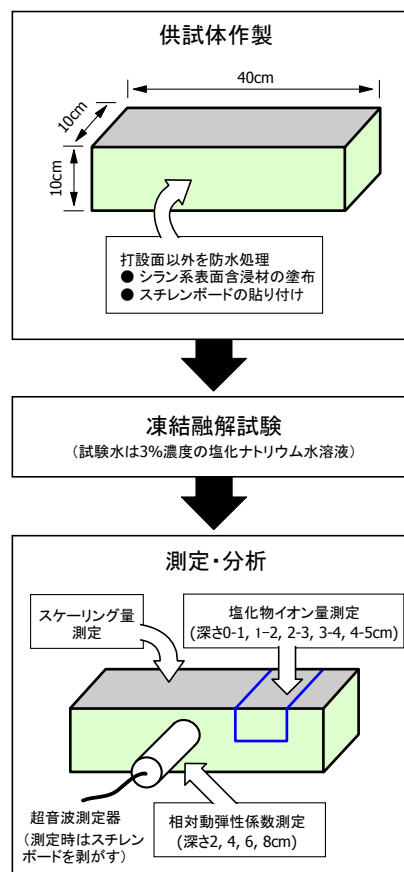 供試体作製
40cm
10cm
10cm
打設面以外を防水処理
● シラン系表面含浸材の塗布
● スチレンボードの貼り付け
凍結融解試験
(試験水は3%濃度の塩化ナトリウム水溶液)
測定・分析
スケーリング量
測定
塩化物イオン量測定
(深さ0-1, 1-2, 2-3, 3-4, 4-5cm)
超音波測定器
(測定時はスチレン
ボードを剥がす)
相対動弾性係数測定
(深さ2, 4, 6, 8cm)